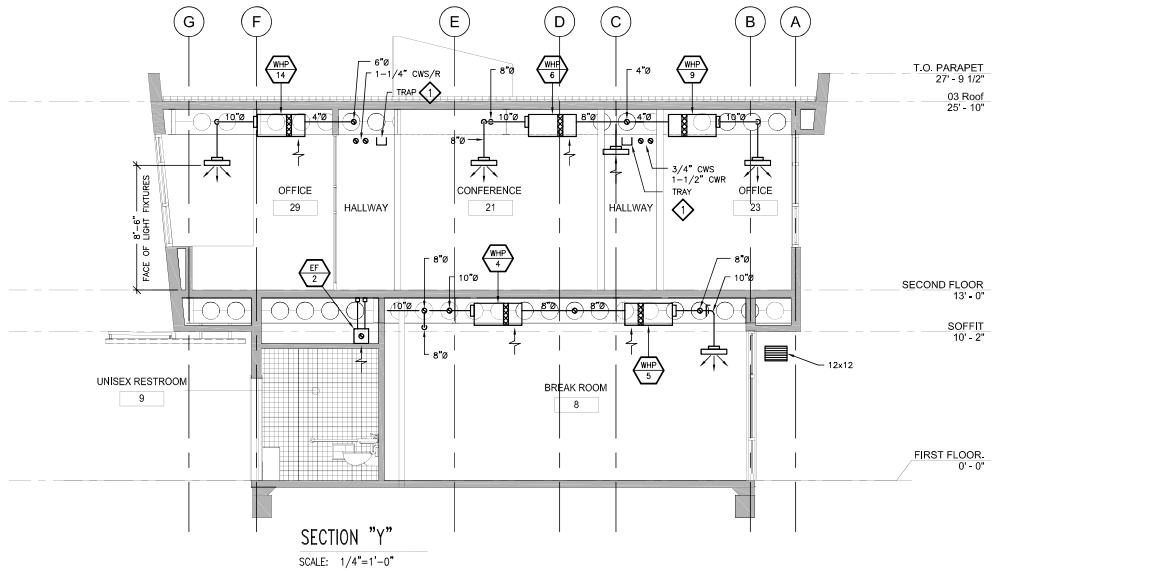 G
F
E
D
C
B
A
WHP
14
6"Ø
1-1/4" CWS/R
TRAP
1
8"Ø
WHP
6
4"Ø
WHP
9
T.O. PARAPET
27' - 9 1/2"
03 Roof
25' - 10"
10"Ø
4"Ø
10"Ø
8"Ø
4"Ø
10"Ø
8"Ø
3/4" CWS
1-1/2" CWR
TRAY
1
OFFICE
29
HALLWAY
CONFERENCE
21
HALLWAY
OFFICE
23
8'-6"
FACE OF LIGHT FIXTURES
EF
2
8"Ø
10"Ø
WHP
4
8"Ø
10"Ø
SECOND FLOOR
13' - 0"
10"Ø
8"Ø
8"Ø
SOFFIT
10' - 2"
8"Ø
WHP
5
12x12
UNISEX RESTROOM
9
BREAK ROOM
8
FIRST FLOOR.
0' - 0"
SECTION "Y"
SCALE: 1/4"=1'-0"